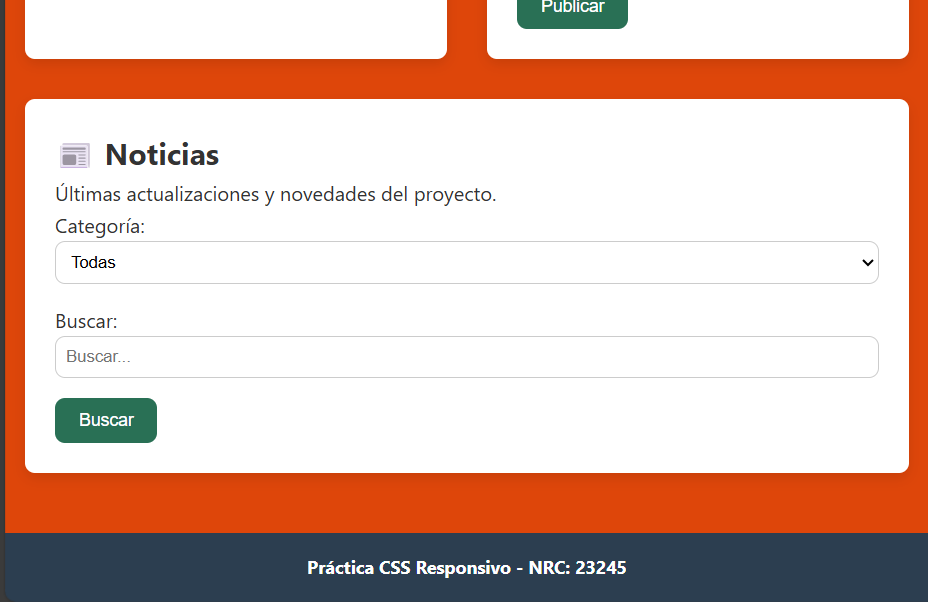 Publicar
Noticias
Últimas actualizaciones y novedades del proyecto.
Categoría:
Todas
Buscar:
Buscar...
Buscar
Práctica CSS Responsivo - NRC: 23245